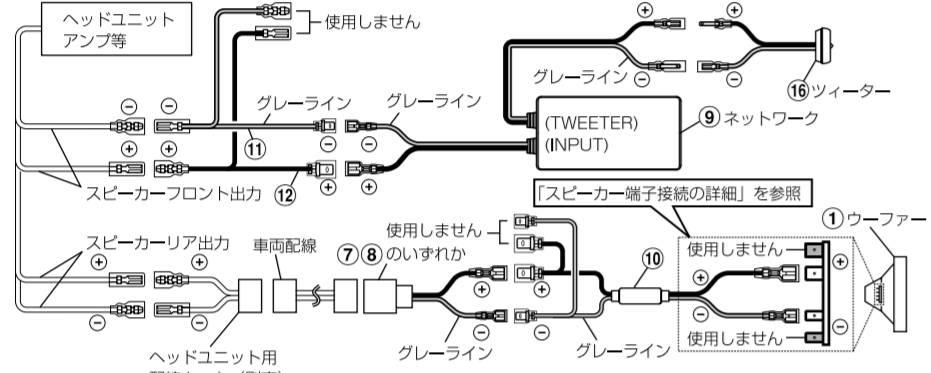 ヘッドユニット
アンプ等
⊕
⊖
使用しません
⊕
⊕
グレーライン
⊖
⊖
⑯ツィーター
⊖
⊖
グレーライン
グレーライン
⑪
⊖
⊖
(TWEETER)
(INPUT)
⑨ネットワーク
⊕
⊕
スピーカーフロント出力
⑫
⊕
⊕
「スピーカー端子接続の詳細」を参照
①ウーファー
スピーカーリア出力
⊕
⊕
車両配線
⑦⑧のいずれか
使用しません
⑩
使用しません
⊕
⊕
⊕
⊕
⊖
⊖
⊖
⊖
⊖
⊖
使用しません
グレーライン
グレーライン
ヘッドユニット用